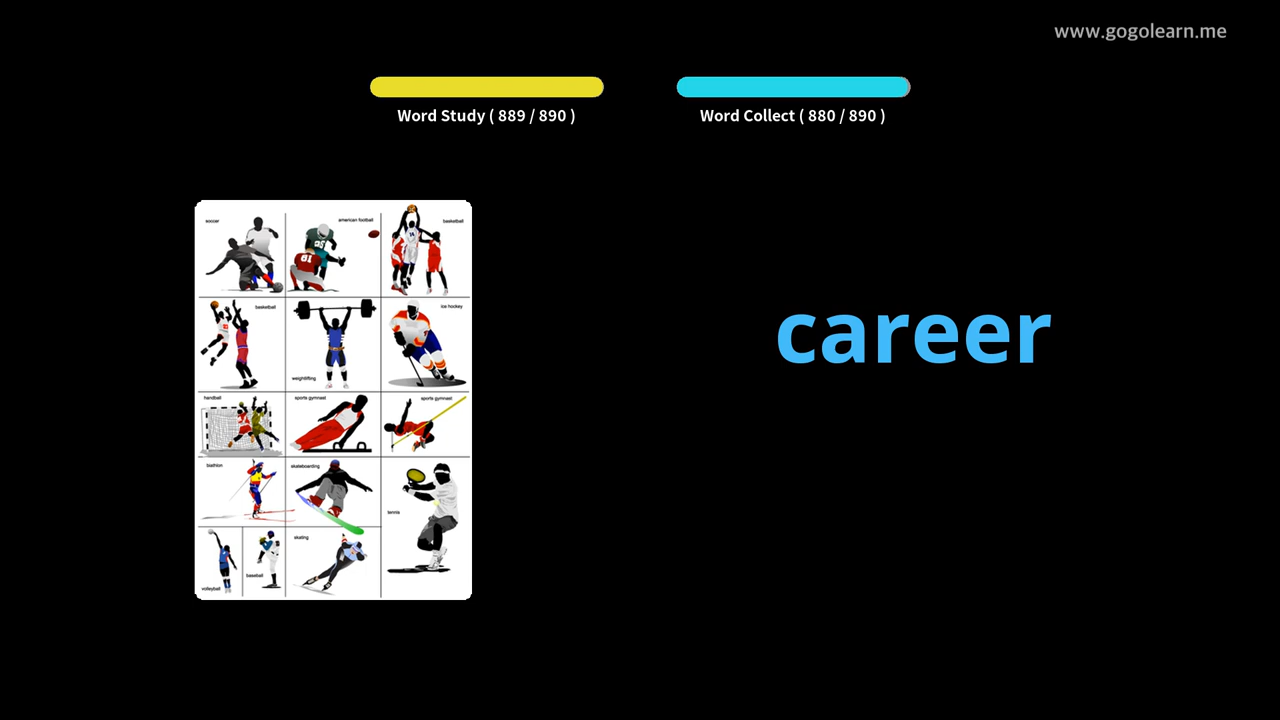 www.gogolearn.me
Word Study ( 889 / 890 )
Word Collect ( 880 / 890 )
soccer
american football
basketball
basketball
weightlifting
ice hockey
handball
sports gymnast
sports gymnast
biathlon
skateboarding
tennis
volleyball
baseball
skating
career